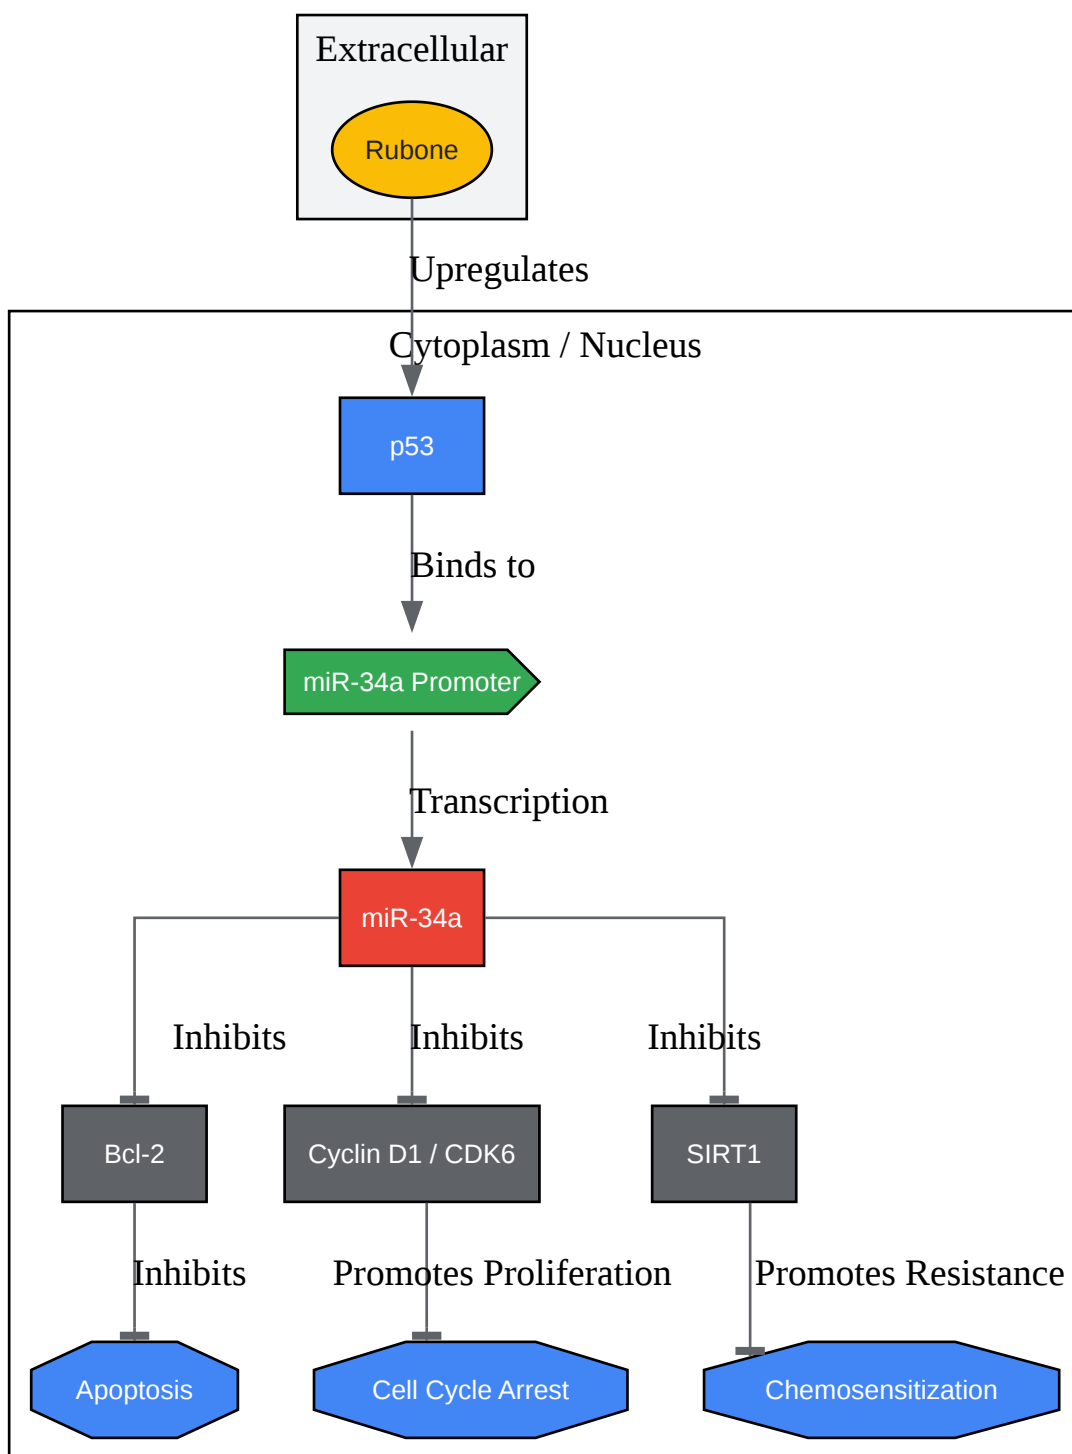 Extracellular
Rubone
Upregulates
Cytoplasm / Nucleus
p53
Binds to
miR-34a Promoter
Transcription
miR-34a
Inhibits
Inhibits
Inhibits
Bcl-2
Cyclin D1 / CDK6
SIRT1
Inhibits
Promotes Proliferation
Promotes Resistance
Apoptosis
Cell Cycle Arrest
Chemosensitization